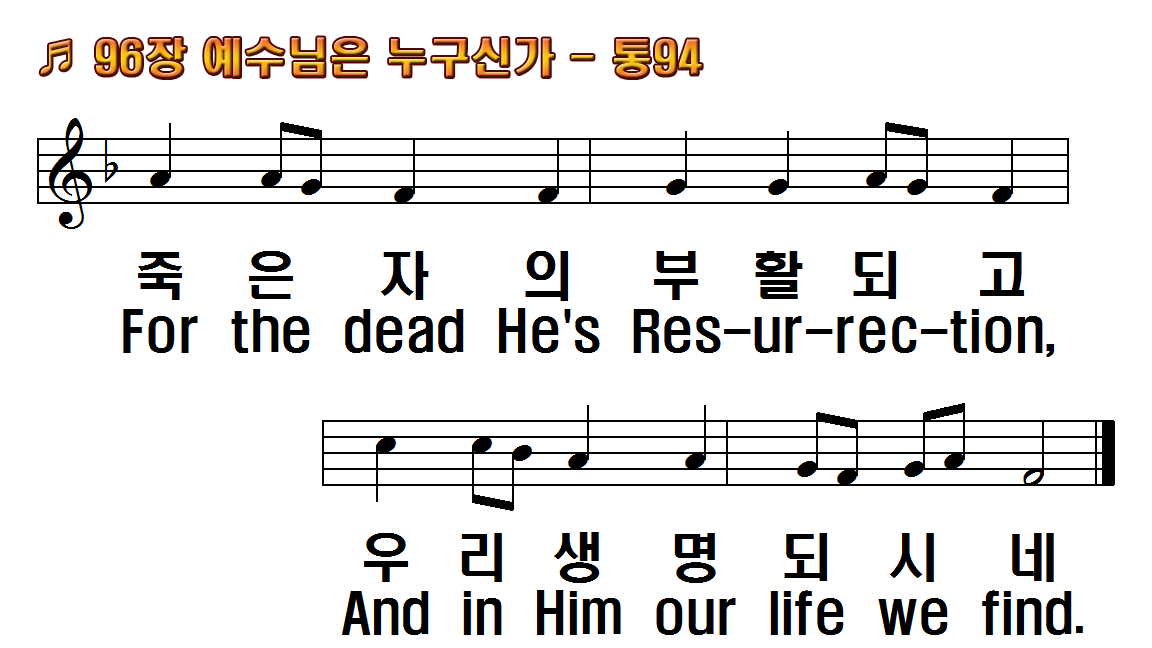 ♬ 96장 예수님은 누구신가 - 통94
죽 은 자 의 부 활 되 고
For the dead He's Res-ur-rec-tion,
우 리 생 명 되 시 네
And in Him our life we find.